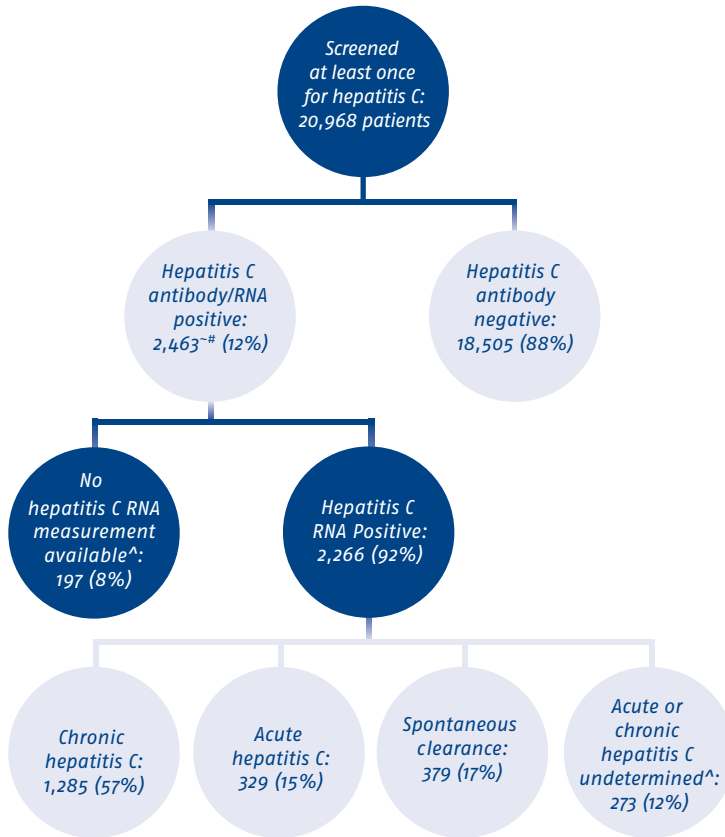 Screened
at least once
for hepatitis C:
20,968 patients
Hepatitis C
antibody/RNA
positive:
2,463~# (12%)
Hepatitis C
antibody
negative:
18,505 (88%)
No
hepatitis C RNA
measurement
available^:
197 (8%)
Hepatitis C
RNA Positive:
2,266 (92%)
Chronic
hepatitis C:
1,285 (57%)
Acute
hepatitis C:
329 (15%)
Spontaneous
clearance:
379 (17%)
Acute or
chronic
hepatitis C
undetermined^:
273 (12%)